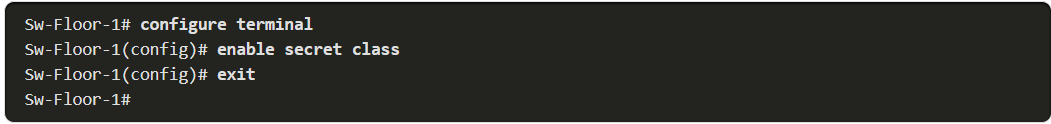 Sw-Floor-1# configure terminal
Sw-Floor-1(config)# enable secret class
Sw-Floor-1(config)# exit
Sw-Floor-1#